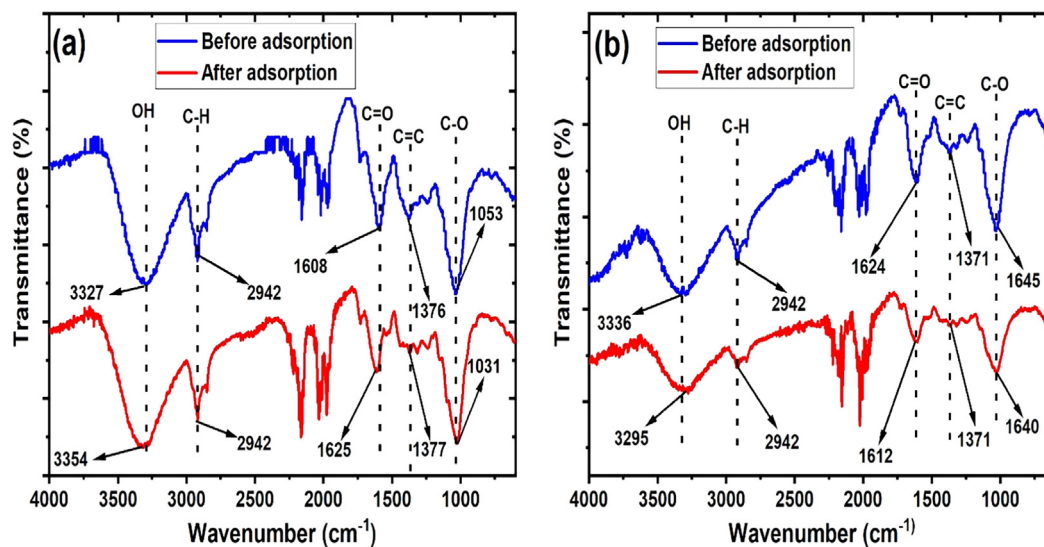 (a)
Before adsorption
After adsorption
OH
C-H
C=O
C=C
C-O
3327
2942
1608
1376
1053
3354
2942
1625
1377
1031
Transmittance (%)
4000 3500 3000 2500 2000 1500 1000
Wavenumber (cm-1)
(b)
Before adsorption
After adsorption
OH
C-H
C=O
C=C
C-O
3336
2942
1624
1371
1645
3295
2942
1612
1371
1640
Transmittance (%)
4000 3500 3000 2500 2000 1500 1000
Wavenumber (cm-1)